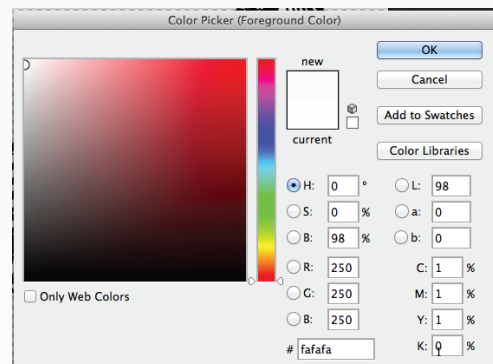 Color Picker (Foreground Color)
new
current
OK
Cancel
Add to Swatches
Color Libraries
H: 0 °
S: 0 %
B: 98 %
R: 250
G: 250
B: 250
# fafafa
L: 98
a: 0
b: 0
C: 1 %
M: 1 %
Y: 1 %
K: 0 %
Only Web Colors